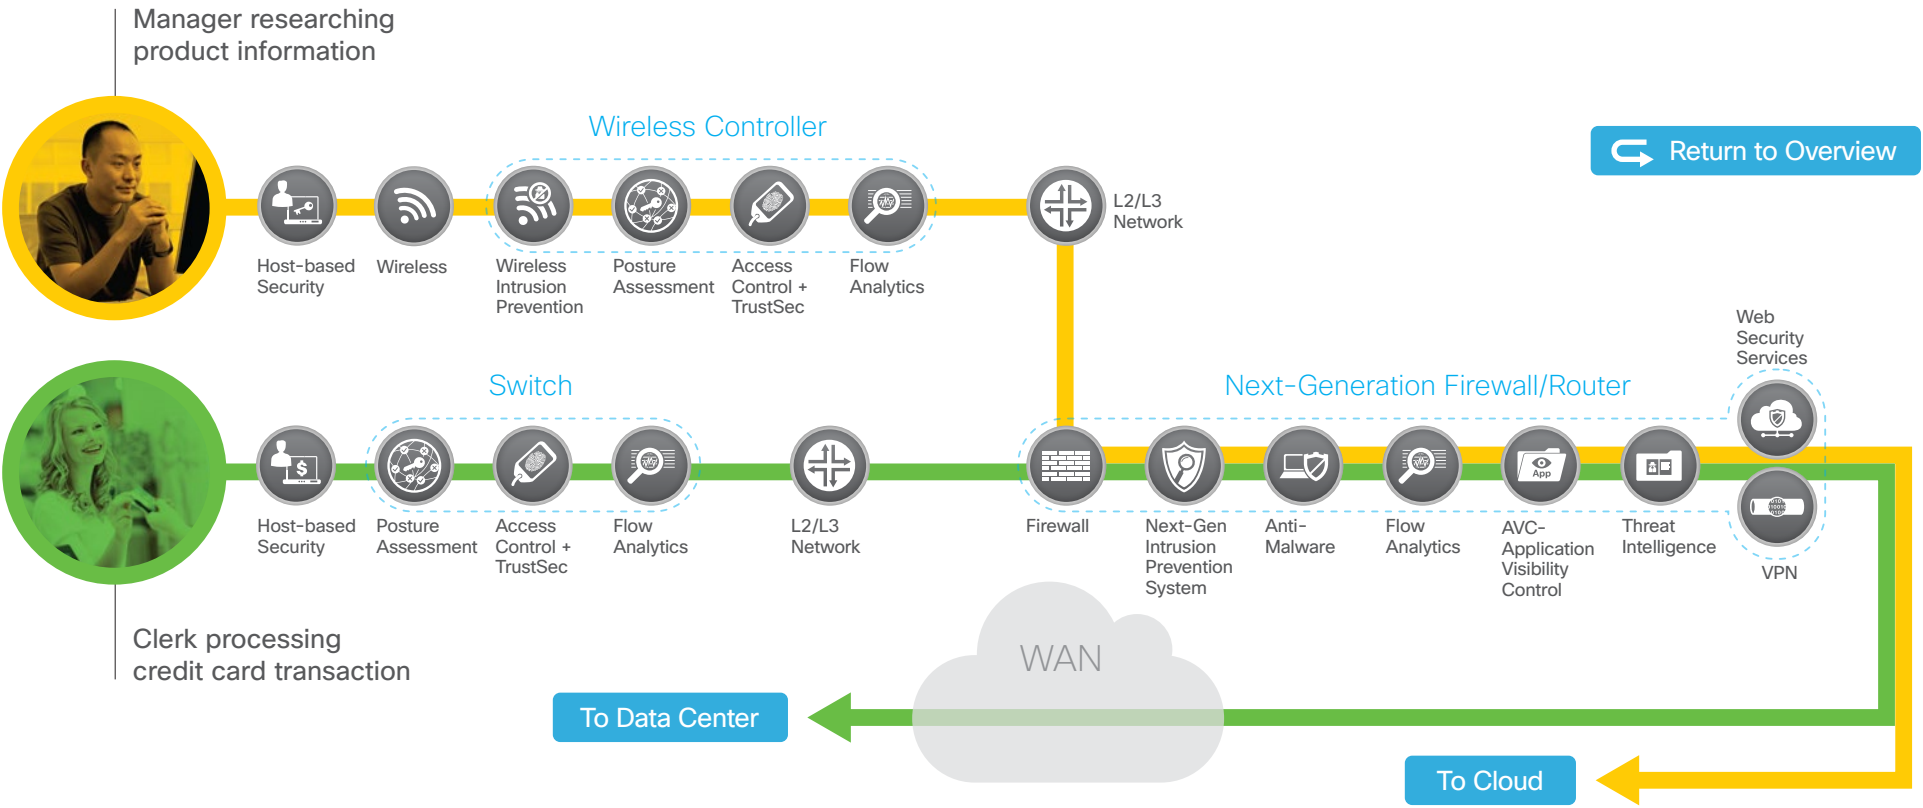 Manager researching
product information
Wireless Controller
Return to Overview
Host-based
Security
Wireless
Wireless
Intrusion
Prevention
Posture
Assessment
Access
Control +
TrustSec
Flow
Analytics
L2/L3
Network
Switch
Next-Generation Firewall/Router
Web
Security
Services
$
App
Host-based
Security
Posture
Assessment
Access
Control +
TrustSec
Flow
Analytics
L2/L3
Network
Firewall
Next-Gen
Intrusion
Prevention
System
Anti-
Malware
Flow
Analytics
AVC-
Application
Visibility
Control
Threat
Intelligence
VPN
Clerk processing
credit card transaction
WAN
To Data Center
To Cloud